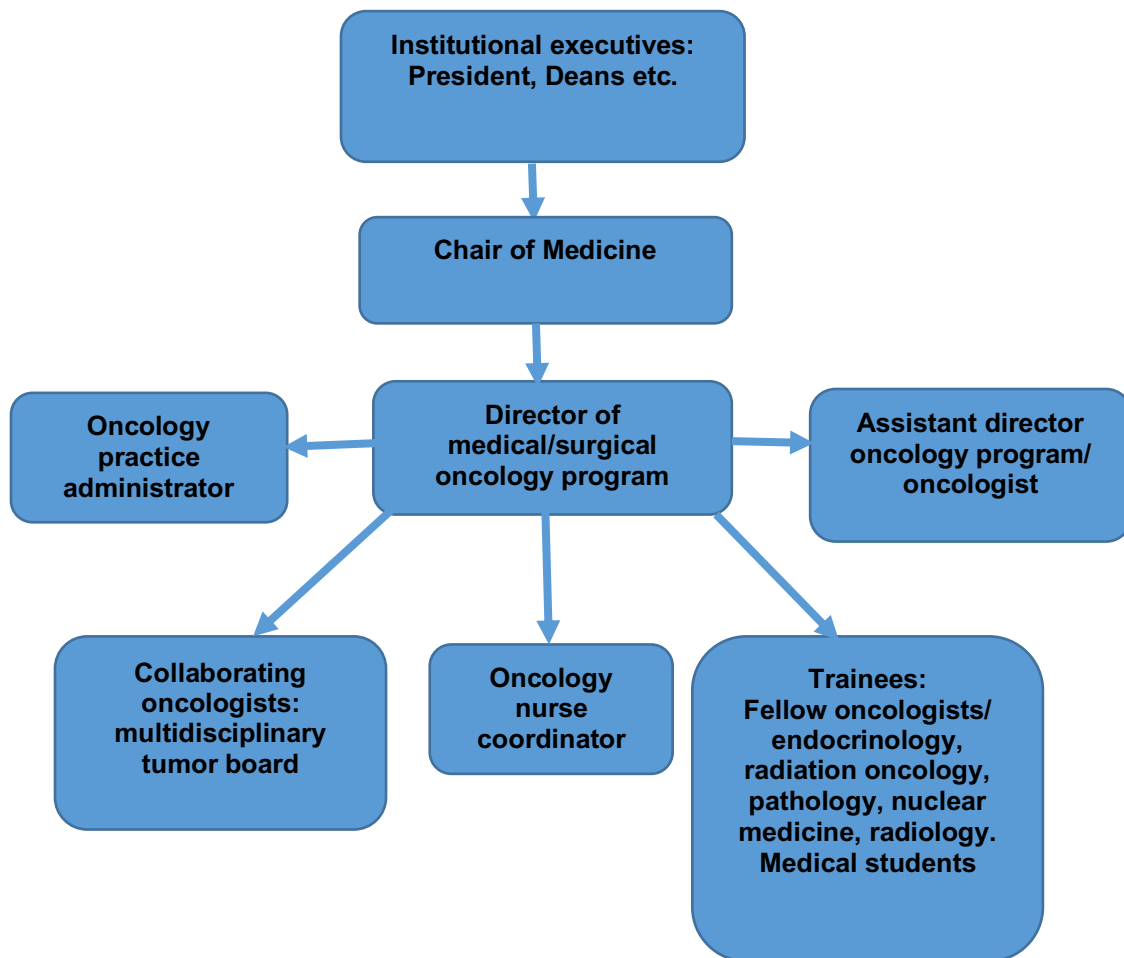 Institutional executives:
President, Deans etc.
Chair of Medicine
Oncology
practice
administrator
Director of
medical/surgical
oncology program
Assistant director
oncology program/
oncologist
Collaborating
oncologists:
multidisciplinary
tumor board
Oncology
nurse
coordinator
Trainees:
Fellow oncologists/
endocrinology,
radiation oncology,
pathology, nuclear
medicine, radiology.
Medical students